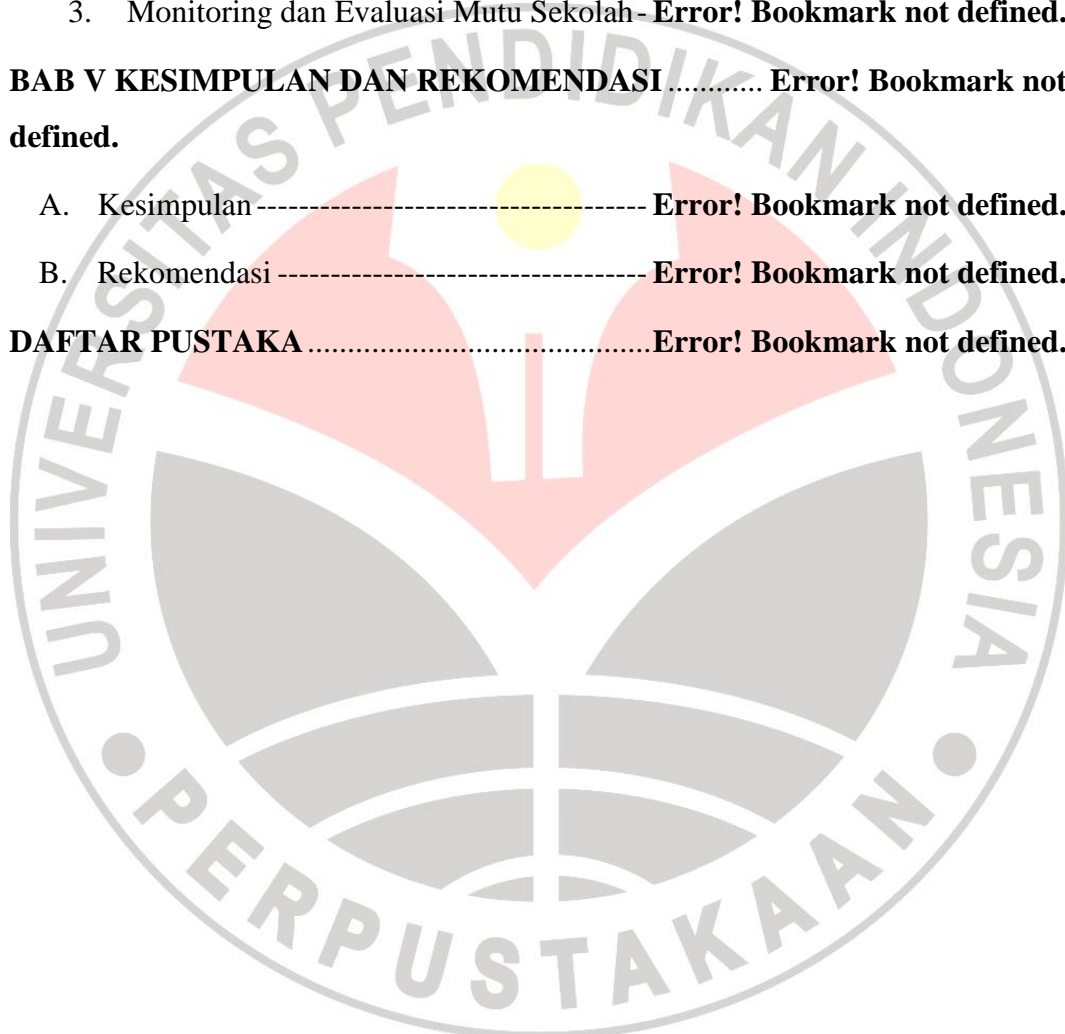 3. Monitoring dan Evaluasi Mutu Sekolah - Error! Bookmark not defined.
BAB V KESIMPULAN DAN REKOMENDASI ............ Error! Bookmark not
defined.
A. Kesimpulan ------------------------------------- Error! Bookmark not defined.
B. Rekomendasi ----------------------------------- Error! Bookmark not defined.
DAFTAR PUSTAKA ......................................... Error! Bookmark not defined.
UNIVERSITAS PENDIDIKAN INDONESIA
PERPUSTAKAAN